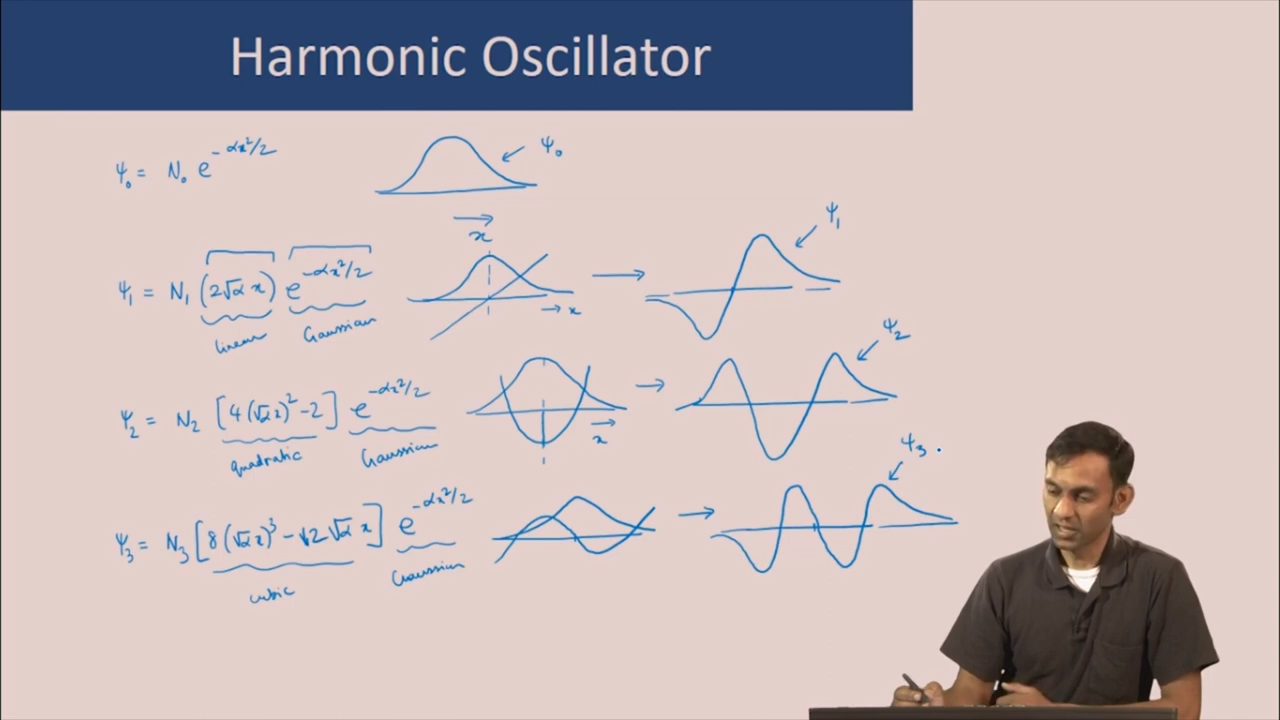 Harmonic Oscillator
ψ₀ = N₀ e^(-αx²/2)
ψ₀
x
ψ₁ = N₁ (2√α x) e^(-αx²/2)
linear Gaussian
→ x
ψ₁
ψ₂ = N₂ [4(√α x)² - 2] e^(-αx²/2)
quadratic Gaussian
x
ψ₂
ψ₃ = N₃ [8(√α x)³ - √2 √α x] e^(-αx²/2)
cubic Gaussian
ψ₃